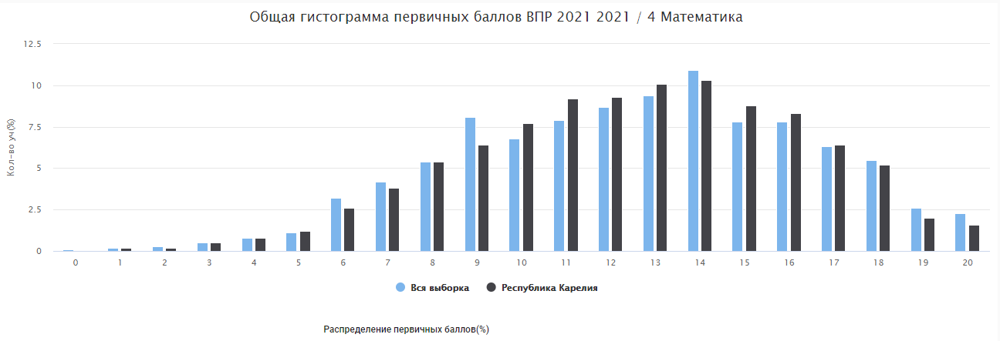 Общая гистограмма первичных баллов ВПР 2021 2021 / 4 Математика
12.5
10
7.5
5
2.5
0
Кол-во уч(%)
0 1 2 3 4 5 6 7 8 9 10 11 12 13 14 15 16 17 18 19 20
Вся выборка Республика Карелия
Распределение первичных баллов(%)